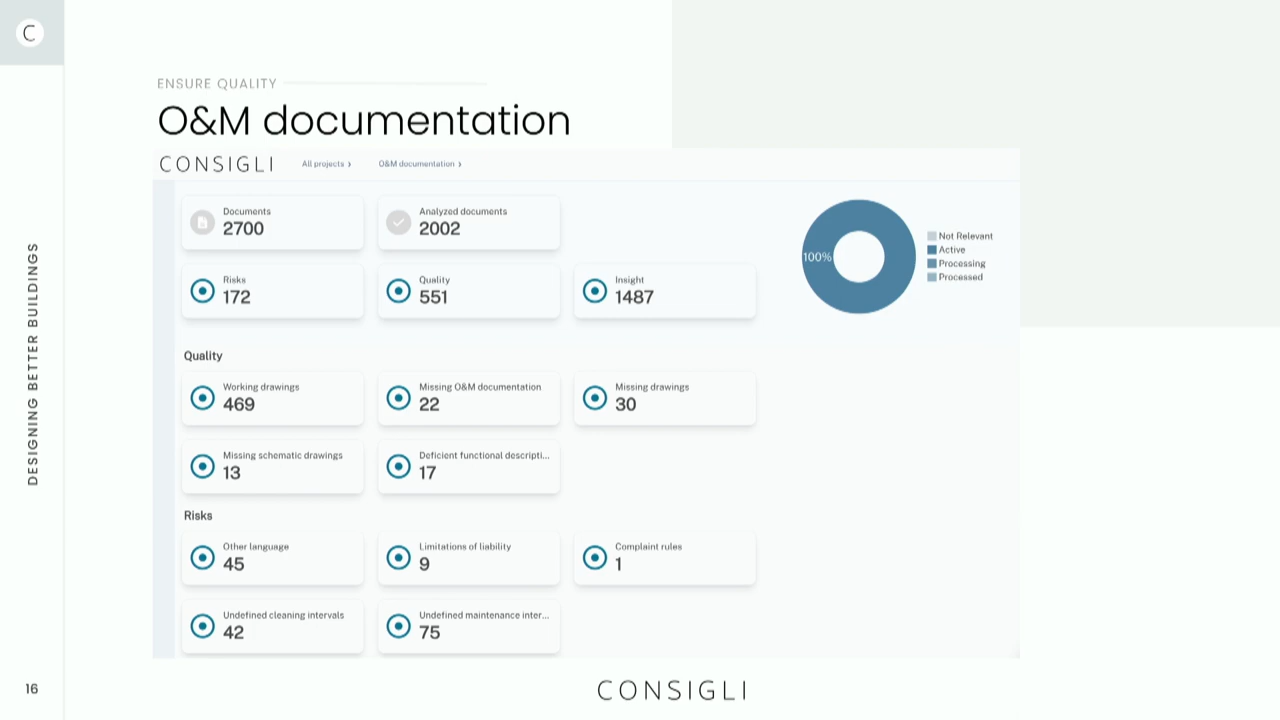 C
ENSURE QUALITY
O&M documentation
CONSIGLI
All projects ›
O&M documentation ›
Documents
2700
Analyzed documents
2002
Risks
172
Quality
551
Insight
1487
100%
Not Relevant
Active
Processing
Processed
Quality
Working drawings
469
Missing O&M documentation
22
Missing drawings
30
Missing schematic drawings
13
Deficient functional descripti...
17
Risks
Other language
45
Limitations of liability
9
Complaint rules
1
Undefined cleaning intervals
42
Undefined maintenance inter...
75
DESIGNING BETTER BUILDINGS
16
CONSIGLI